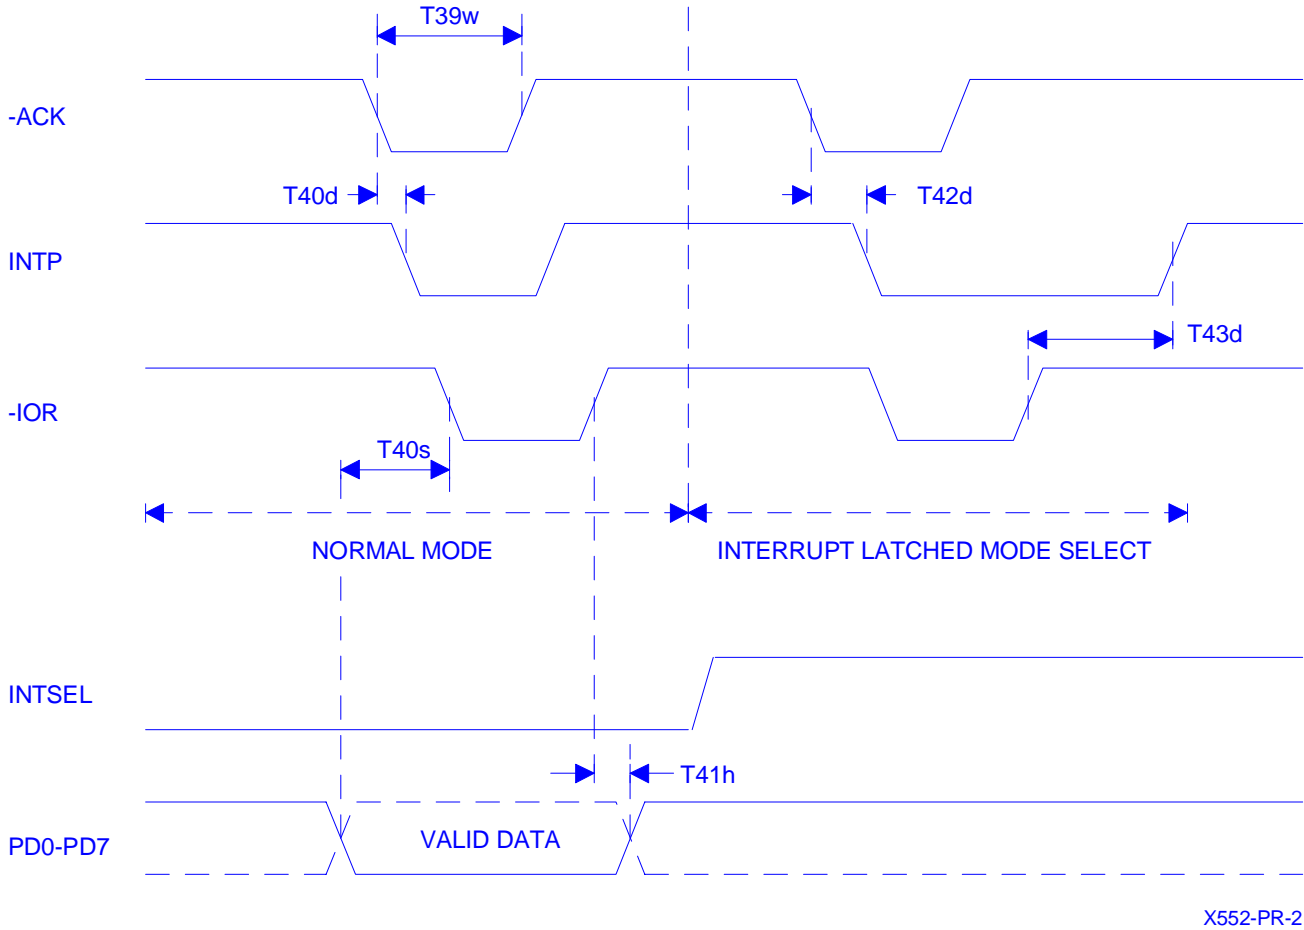 T39w
-ACK
T40d
T42d
INTP
T43d
-IOR
T40s
NORMAL MODE
INTERRUPT LATCHED MODE SELECT
INTSEL
T41h
PD0-PD7
VALID DATA
X552-PR-2